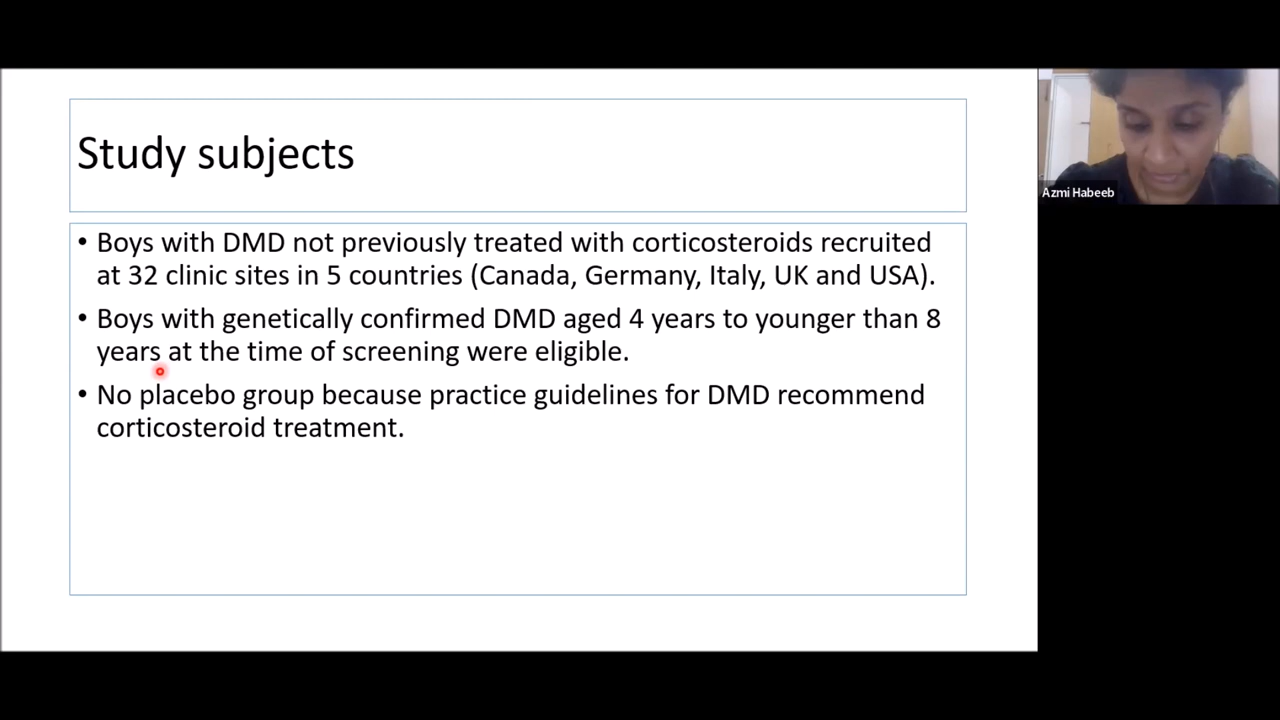 Study subjects
• Boys with DMD not previously treated with corticosteroids recruited
at 32 clinic sites in 5 countries (Canada, Germany, Italy, UK and USA).
• Boys with genetically confirmed DMD aged 4 years to younger than 8
years at the time of screening were eligible.
• No placebo group because practice guidelines for DMD recommend
corticosteroid treatment.
Azmi Habeeb